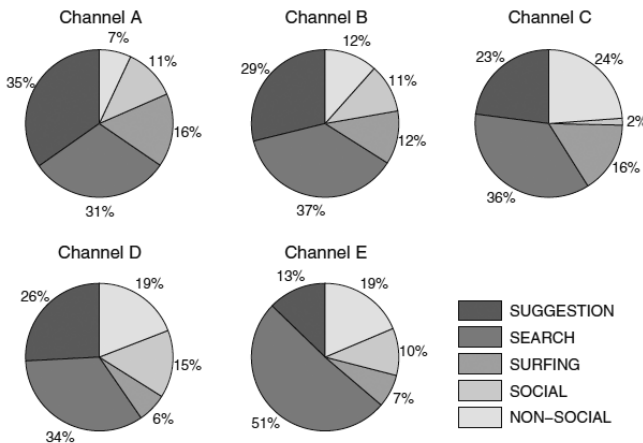 Channel A
7%
11%
16%
31%
35%
Channel B
12%
11%
12%
37%
29%
Channel C
24%
2%
16%
36%
23%
Channel D
19%
15%
6%
34%
26%
Channel E
19%
10%
7%
51%
13%
SUGGESTION
SEARCH
SURFING
SOCIAL
NON-SOCIAL